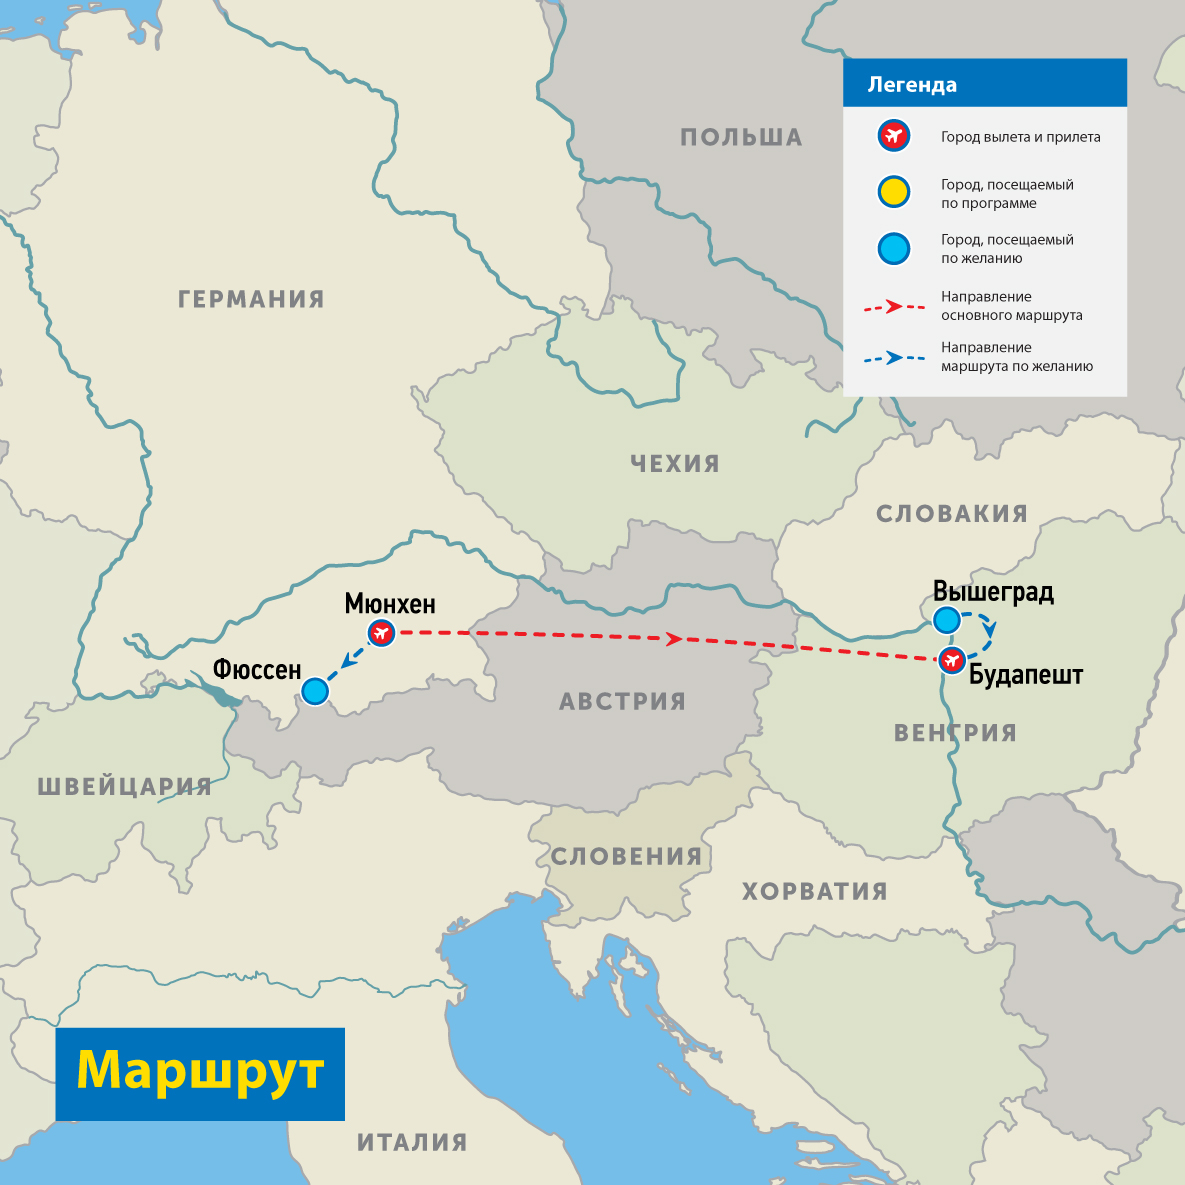 Легенда
Город вылета и прилета
Город, посещаемый
по программе
Город, посещаемый
по желанию
Направление
основного маршрута
Направление
маршрута по желанию
ПОЛЬША
ГЕРМАНИЯ
ЧЕХИЯ
СЛОВАКИЯ
Вышеград
Мюнхен
Фюссен
Будапешт
АВСТРИЯ
ВЕНГРИЯ
ШВЕЙЦАРИЯ
СЛОВЕНИЯ
ХОРВАТИЯ
Маршрут
ИТАЛИЯ